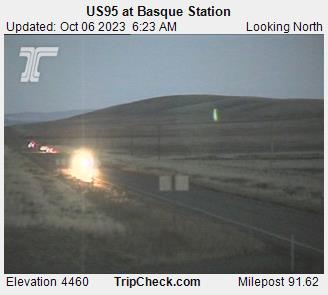 US95 at Basque Station
Updated: Oct 06 2023 6:23 AM Looking North
Elevation 4460 TripCheck.com Milepost 91.62